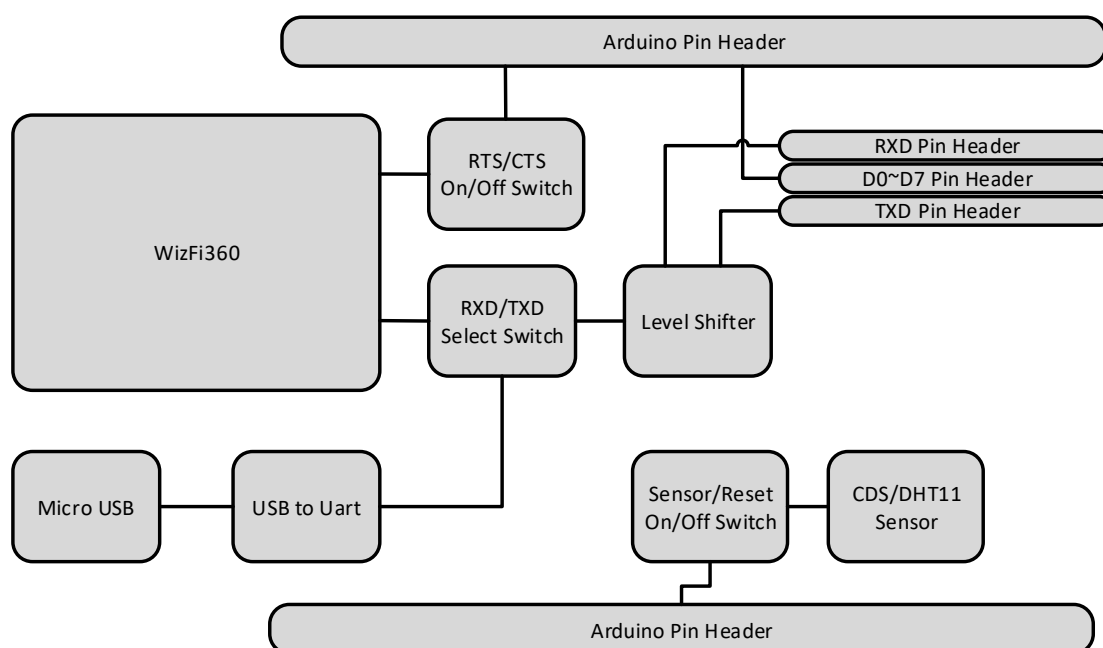 Arduino Pin Header
RTS/CTS
On/Off Switch
RXD Pin Header
D0~D7 Pin Header
TXD Pin Header
WizFi360
RXD/TXD
Select Switch
Level Shifter
Micro USB
USB to Uart
Sensor/Reset
On/Off Switch
CDS/DHT11
Sensor
Arduino Pin Header